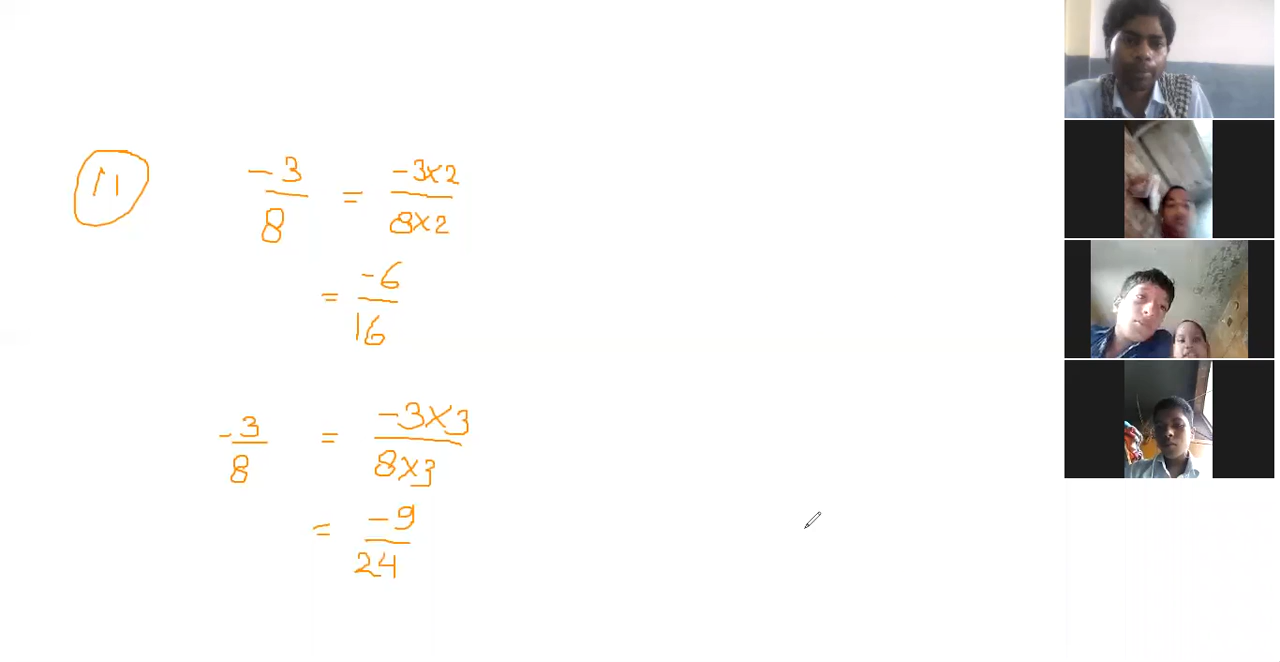 11
-3/8 = -3×2/8×2
= -6/16
-3/8 = -3×3/8×3
= -9/24